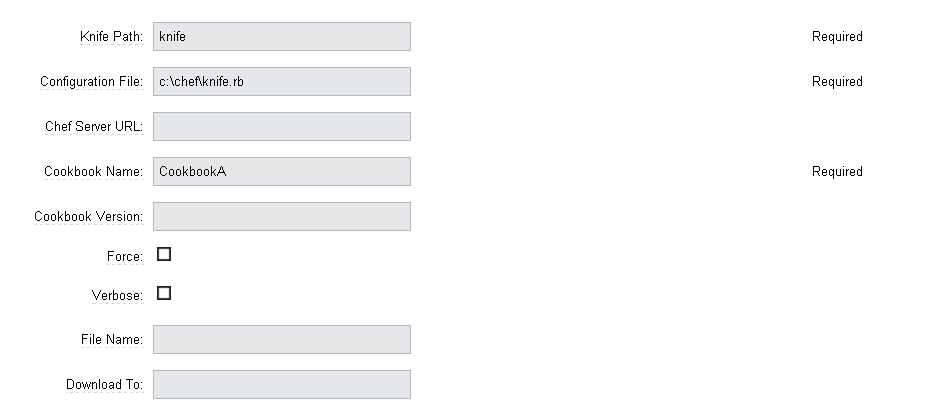 Knife Path: knife Required
Configuration File: c:\chef\knife.rb Required
Chef Server URL:
Cookbook Name: CookbookA Required
Cookbook Version:
Force:
Verbose:
File Name:
Download To: